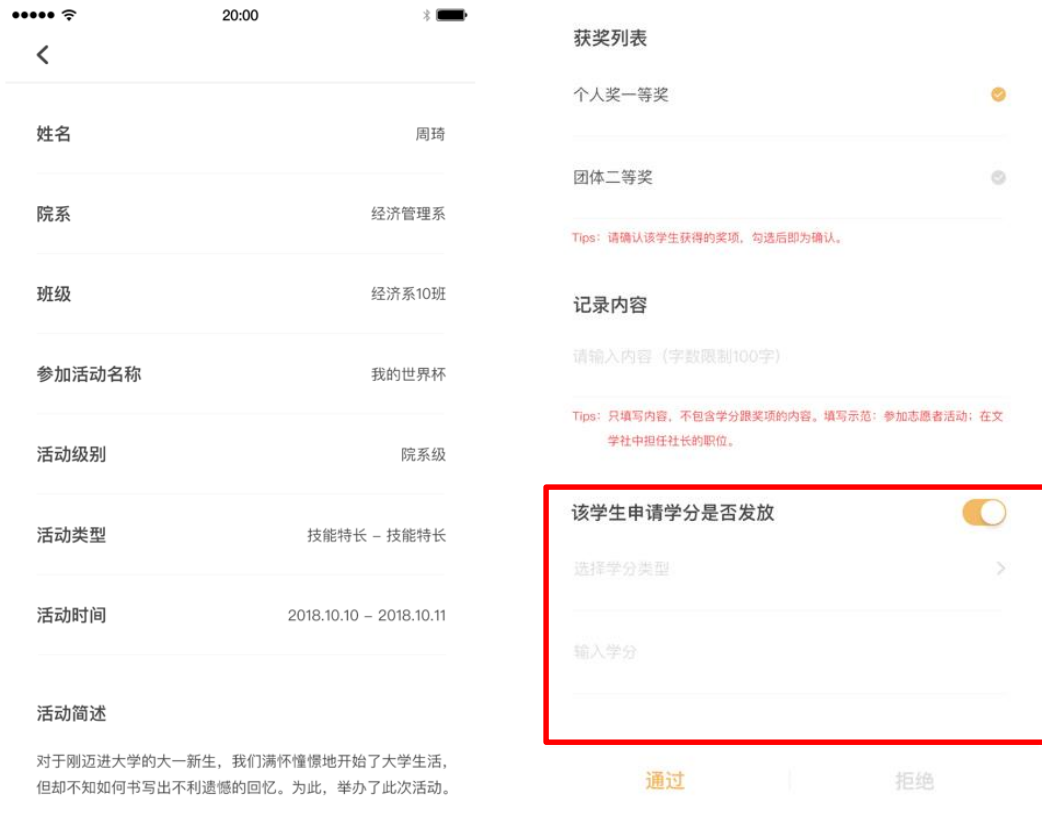 20:00
姓名 周琦
院系 经济管理系
班级 经济系10班
参加活动名称 我的世界杯
活动级别 院系级
活动类型 技能特长 – 技能特长
活动时间 2018.10.10 – 2018.10.11
活动简述
对于刚迈进大学的大一新生，我们满怀憧憬地开始了大学生活，
但却不知如何书写出不利遗憾的回忆。为此，举办了此次活动。
获奖列表
个人奖一等奖
团体二等奖
Tips：请确认该学生获得的奖项，勾选后即为确认。
记录内容
请输入内容（字数限制100字）
Tips：只填写内容，不包含学分跟奖项的内容。填写示范：参加志愿者活动；在文
学社中担任社长的职位。
该学生申请学分是否发放
选择学分类型
输入学分
通过 拒绝